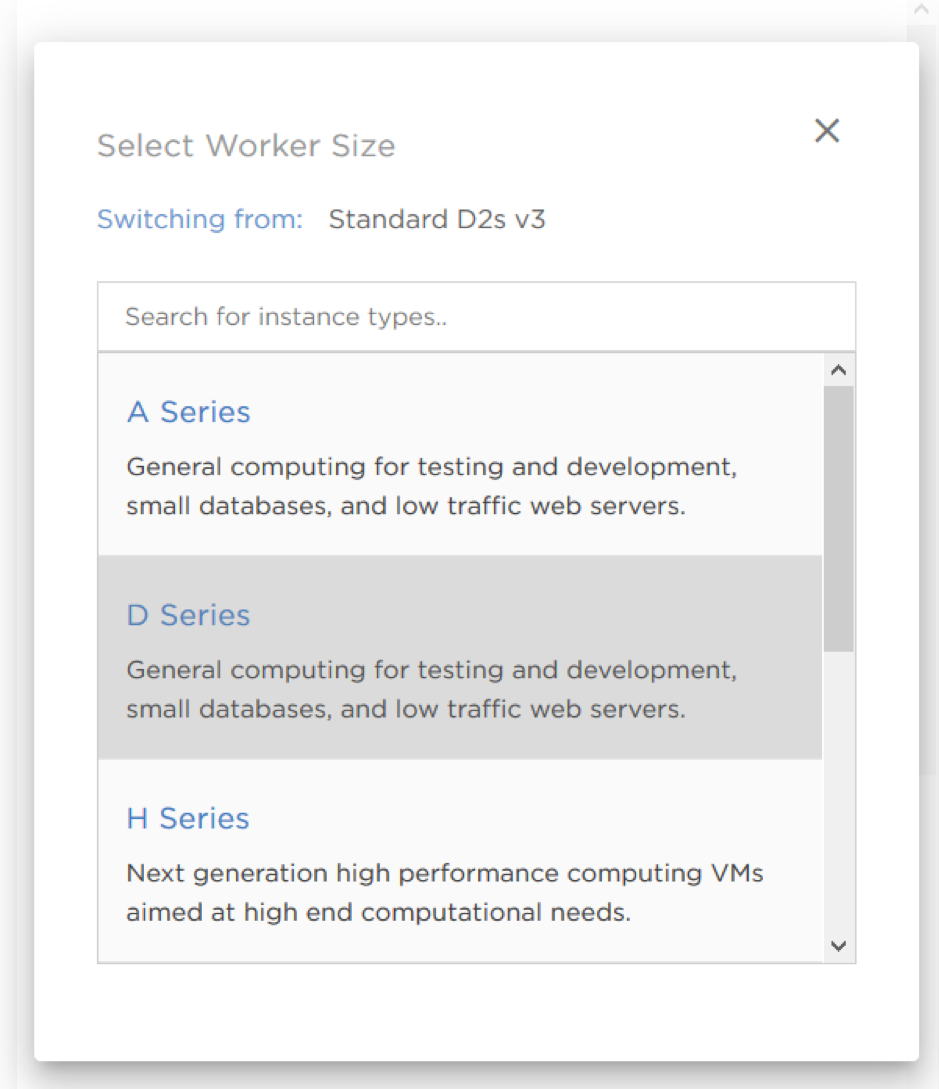 Select Worker Size
Switching from: Standard D2s v3
Search for instance types..
A Series
General computing for testing and development,
small databases, and low traffic web servers.
D Series
General computing for testing and development,
small databases, and low traffic web servers.
H Series
Next generation high performance computing VMs
aimed at high end computational needs.